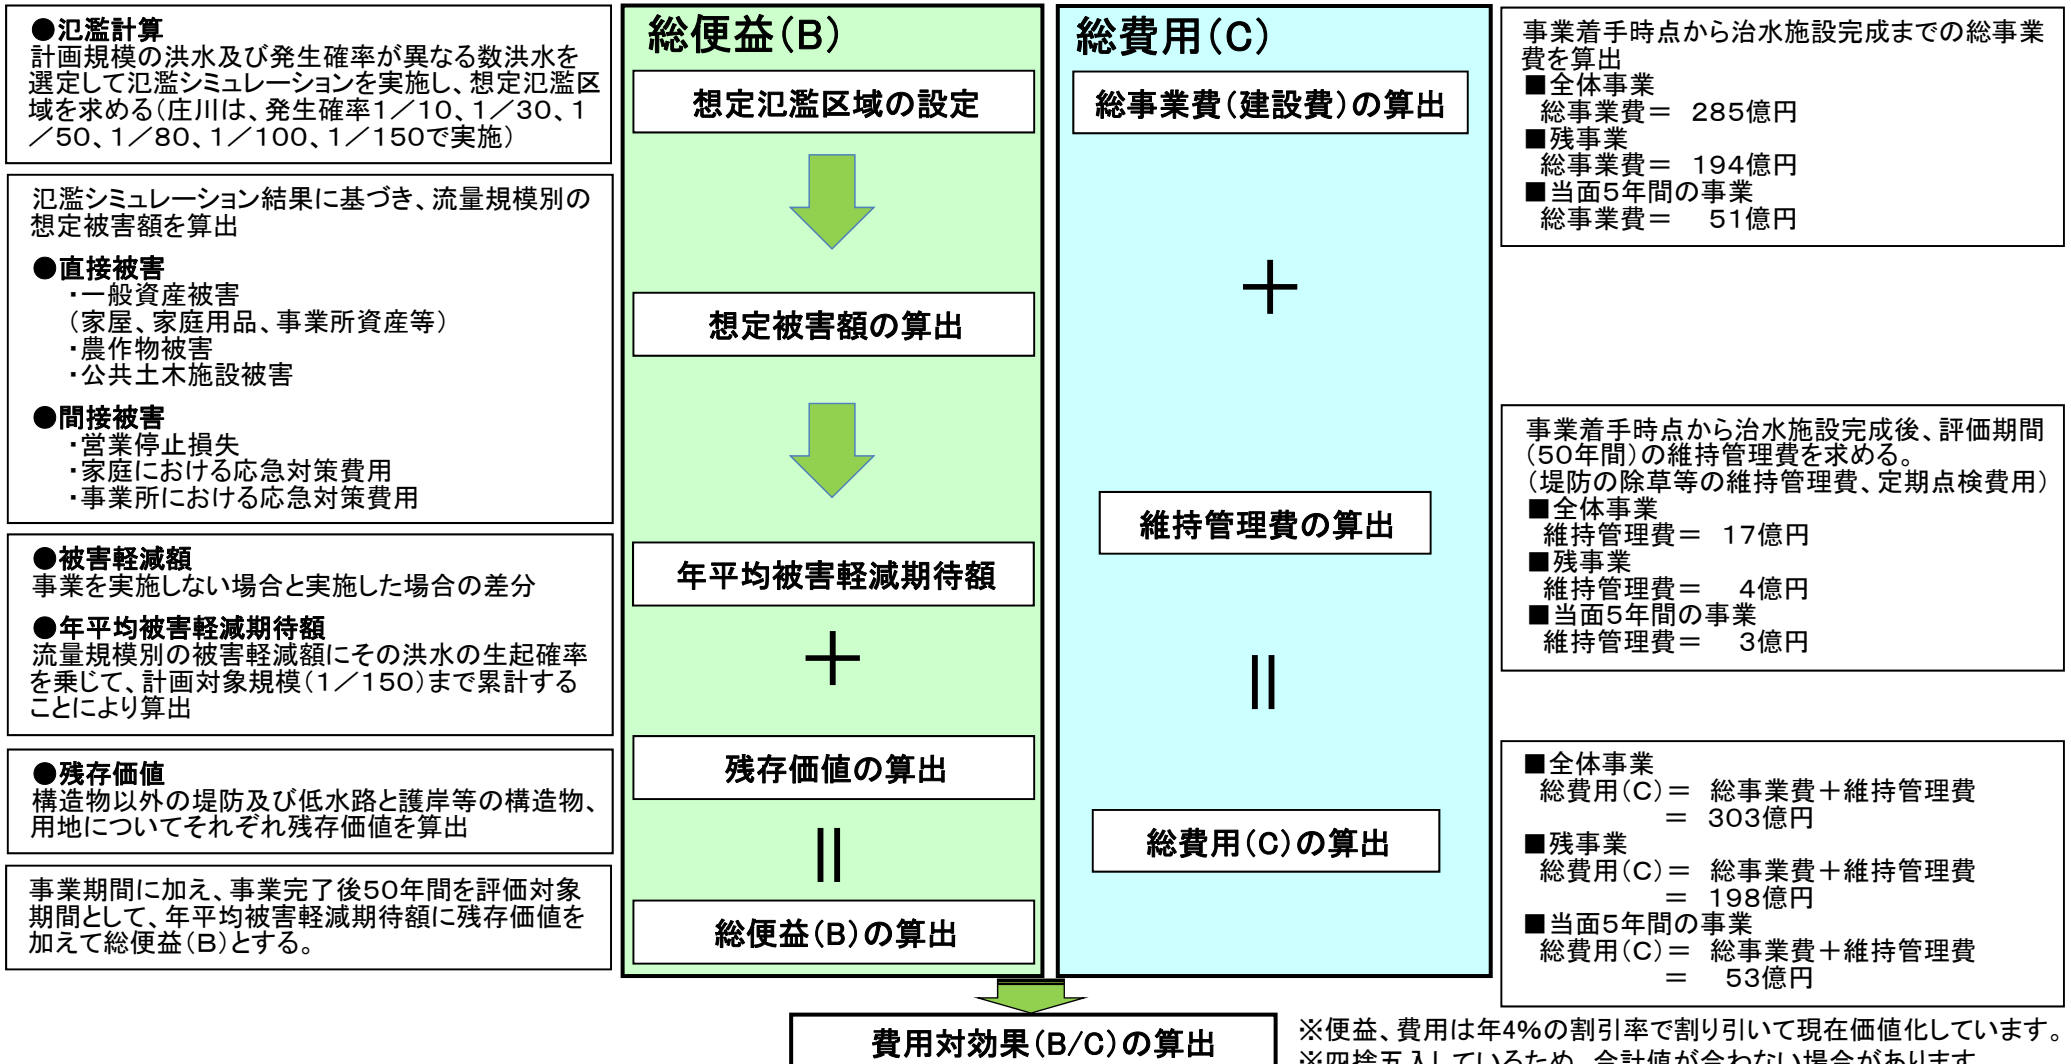 ●氾濫計算
計画規模の洪水及び発生確率が異なる数洪水を
選定して氾濫シミュレーションを実施し、想定氾濫区
域を求める(庄川は、発生確率1/10、1/30、1
/50、1/80、1/100、1/150で実施)
氾濫シミュレーション結果に基づき、流量規模別の
想定被害額を算出
●直接被害
・一般資産被害
(家屋、家庭用品、事業所資産等)
・農作物被害
・公共土木施設被害
●間接被害
・営業停止損失
・家庭における応急対策費用
・事業所における応急対策費用
●被害軽減額
事業を実施しない場合と実施した場合の差分
●年平均被害軽減期待額
流量規模別の被害軽減額にその洪水の生起確率
を乗じて、計画対象規模(1/150)まで累計する
ことにより算出
●残存価値
構造物以外の堤防及び低水路と護岸等の構造物、
用地についてそれぞれ残存価値を算出
事業期間に加え、事業完了後50年間を評価対象
期間として、年平均被害軽減期待額に残存価値を
加えて総便益(B)とする。
総便益(B)
想定氾濫区域の設定
想定被害額の算出
年平均被害軽減期待額
+
残存価値の算出
||
総便益(B)の算出
総費用(C)
総事業費(建設費)の算出
+
維持管理費の算出
||
総費用(C)の算出
事業着手時点から治水施設完成までの総事業
費を算出
■全体事業
総事業費= 285億円
■残事業
総事業費= 194億円
■当面5年間の事業
総事業費= 51億円
事業着手時点から治水施設完成後、評価期間
(50年間)の維持管理費を求める。
(堤防の除草等の維持管理費、定期点検費用)
■全体事業
維持管理費= 17億円
■残事業
維持管理費= 4億円
■当面5年間の事業
維持管理費= 3億円
■全体事業
総費用(C)= 総事業費+維持管理費
= 303億円
■残事業
総費用(C)= 総事業費+維持管理費
= 198億円
■当面5年間の事業
総費用(C)= 総事業費+維持管理費
= 53億円
費用対効果(B/C)の算出
※便益、費用は年4%の割引率で割り引いて現在価値化しています。
※四捨五入しているため、合計値が合わない場合があります